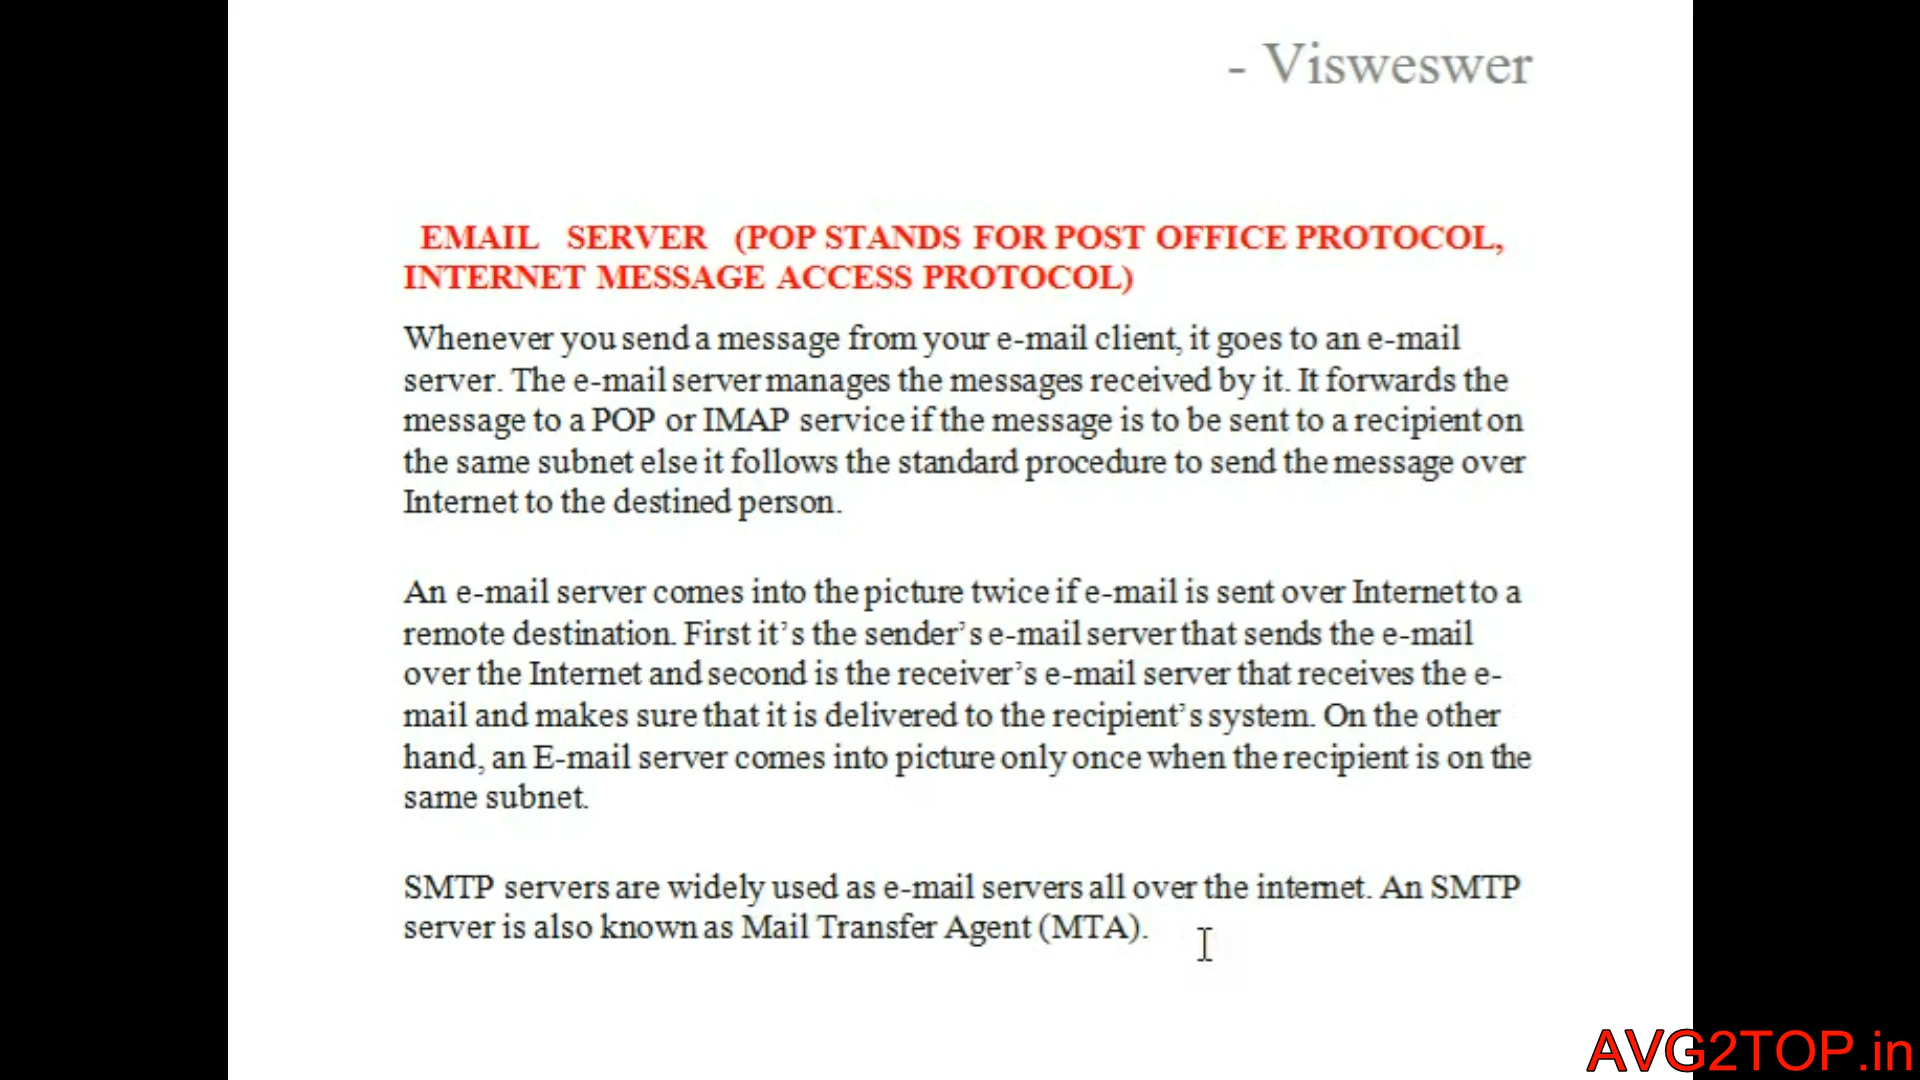 - Visweswer
EMAIL SERVER (POP STANDS FOR POST OFFICE PROTOCOL,
INTERNET MESSAGE ACCESS PROTOCOL)
Whenever you send a message from your e-mail client, it goes to an e-mail
server. The e-mail server manages the messages received by it. It forwards the
message to a POP or IMAP service if the message is to be sent to a recipient on
the same subnet else it follows the standard procedure to send the message over
Internet to the destined person.
An e-mail server comes into the picture twice if e-mail is sent over Internet to a
remote destination. First it’s the sender’s e-mail server that sends the e-mail
over the Internet and second is the receiver’s e-mail server that receives the e-
mail and makes sure that it is delivered to the recipient’s system. On the other
hand, an E-mail server comes into picture only once when the recipient is on the
same subnet.
SMTP servers are widely used as e-mail servers all over the internet. An SMTP
server is also known as Mail Transfer Agent (MTA).
AVG2TOP.in